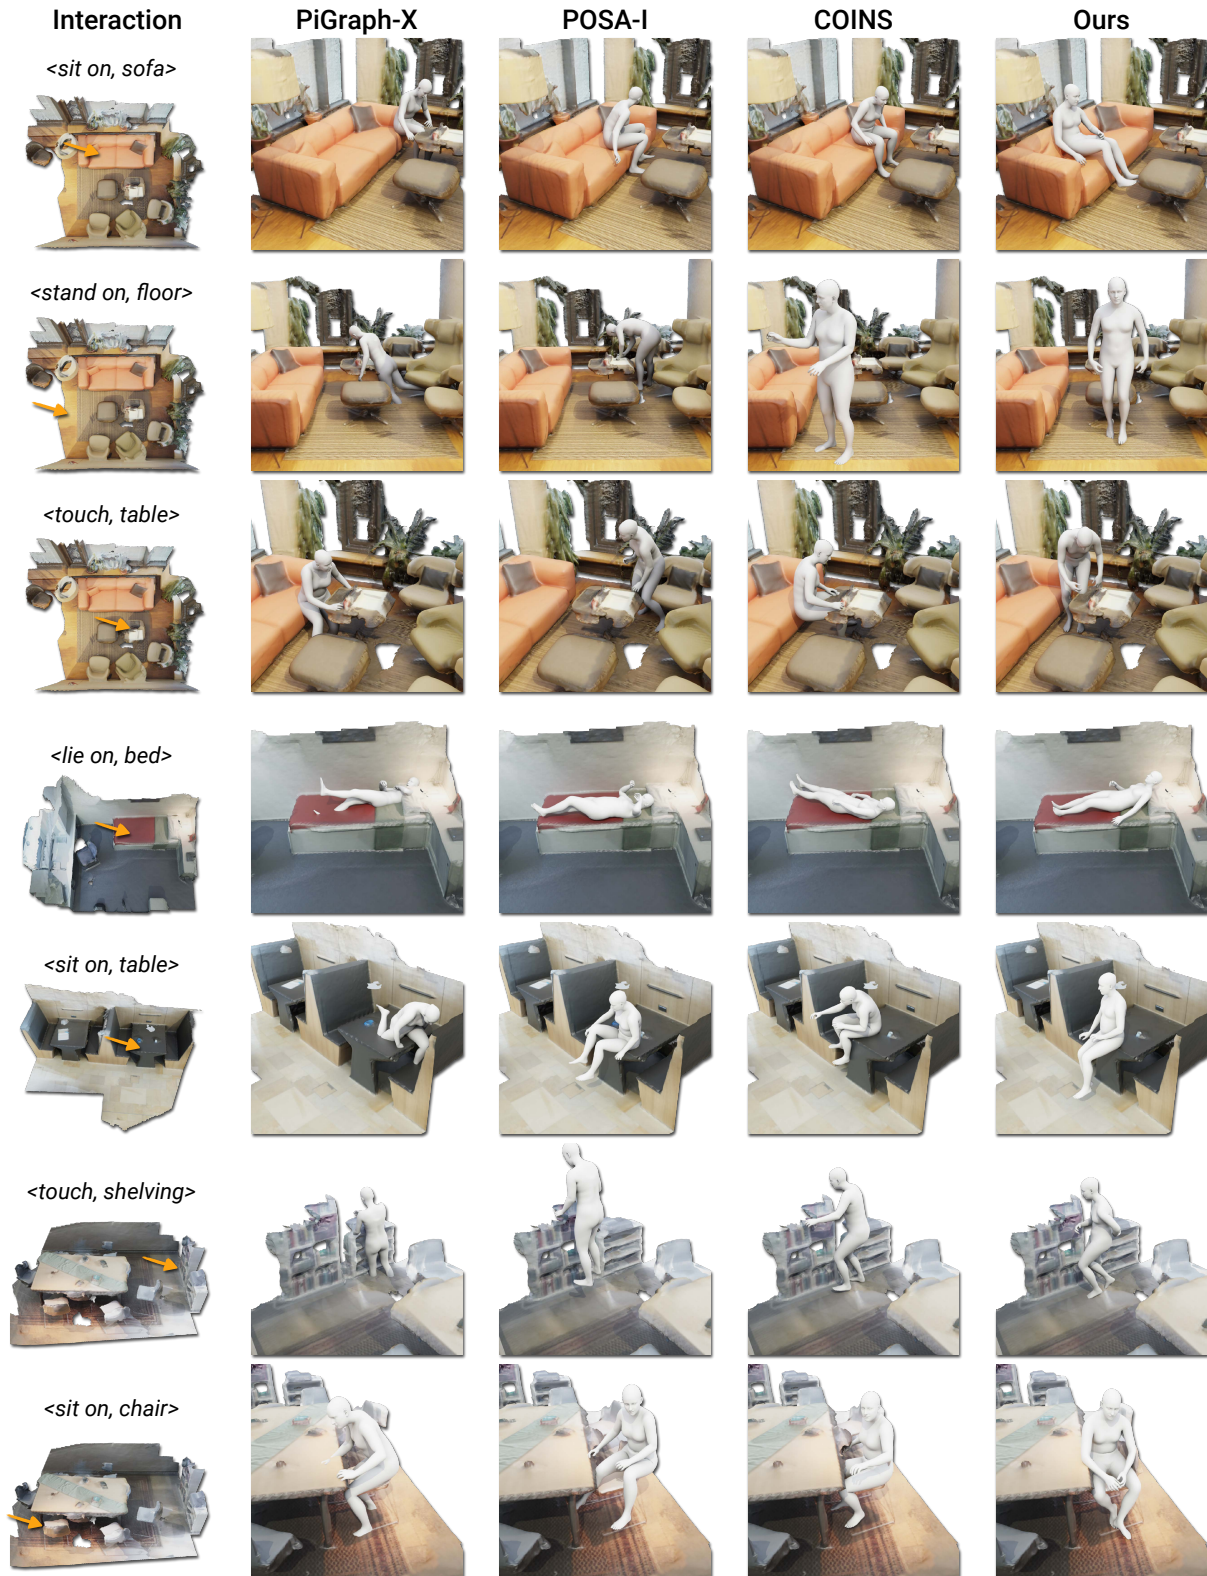 Interaction PiGraph-X POSA-I COINS Ours
<sit on, sofa>
<stand on, floor>
<touch, table>
<lie on, bed>
<sit on, table>
<touch, shelving>
<sit on, chair>